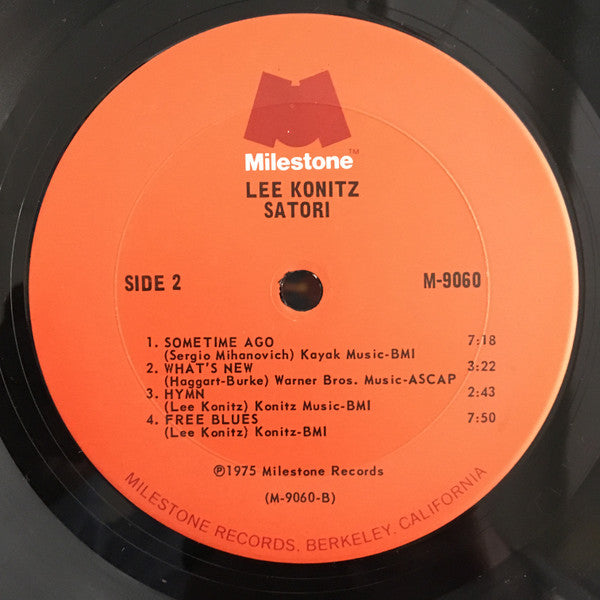 Milestone™
LEE KONITZ
SATORI
SIDE 2
M-9060
1. SOMETIME AGO 7:18
(Sergio Mihanovich) Kayak Music-BMI
2. WHAT'S NEW 3:22
(Haggart-Burke) Warner Bros. Music-ASCAP
3. HYMN 2:43
(Lee Konitz) Konitz Music-BMI
4. FREE BLUES 7:50
(Lee Konitz) Konitz-BMI
℗1975 Milestone Records
(M-9060-B)
MILESTONE RECORDS, BERKELEY, CALIFORNIA